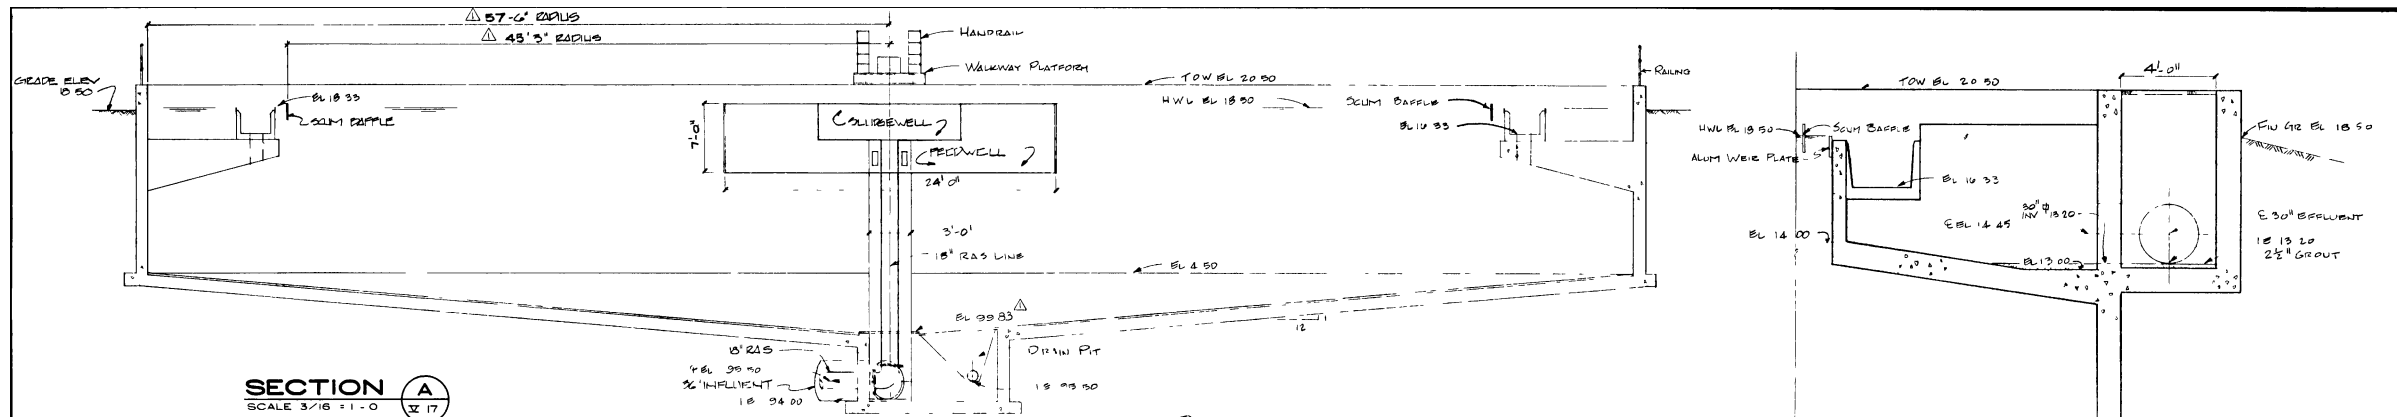 57'-6" RADIUS
45'3" RADIUS
HANDRAIL
WALKWAY PLATFORM
GRADE ELEV
18 50
EL 18 33
SCUM BAFFLE
TOW EL 20 50
HWL EL 18 50
SCUM BAFFLE
EL 16 33
RAILING
7'-0"
SLUDGEWELL
FEEDWELL
24'0"
3'-0"
18" RAS LINE
EL 4 50
EL 99 83
12
1
18" RAS
EL 95 50
36" INFLUENT
IE 94 00
DRAIN PIT
IE 93 50
SECTION A
SCALE 3/16 = 1-0
V 17
TOW EL 20 50
4'-0"
HWL EL 18 50
SCUM BAFFLE
ALUM WEIR PLATE
FIN GR EL 18 50
EL 16 33
30" φ
INV 13 20
℄ EL 14 45
EL 14 00
EL 13 00
℄ 30" EFFLUENT
IE 13 20
2½" GROUT